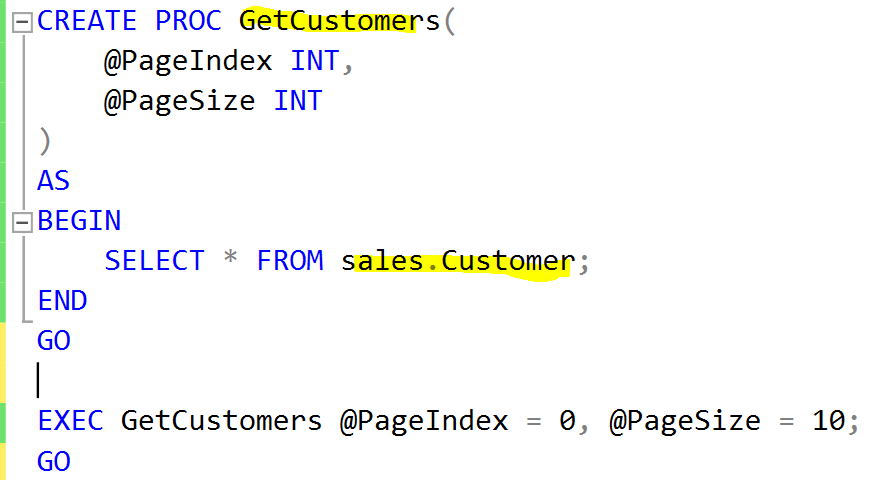 CREATE PROC GetCustomers(
    @PageIndex INT,
    @PageSize INT
)
AS
BEGIN
    SELECT * FROM sales.Customer;
END
GO

EXEC GetCustomers @PageIndex = 0, @PageSize = 10;
GO